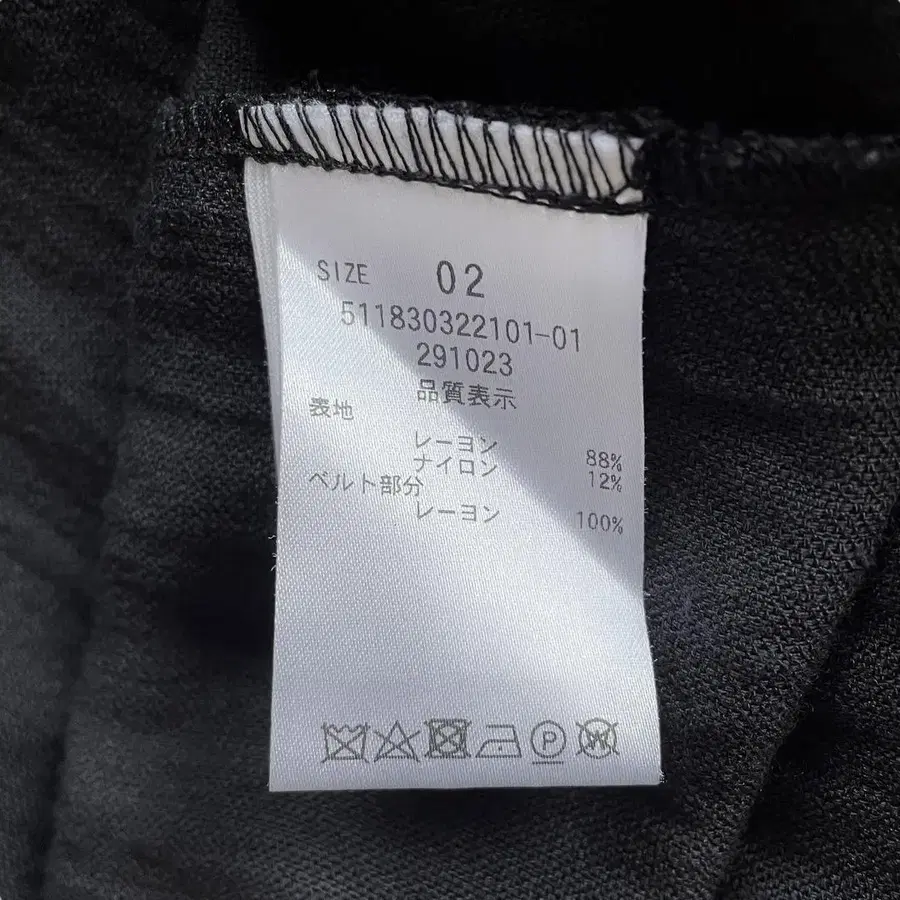 SIZE 02
511830322101-01
291023
品質表示
表地
レーヨン 88%
ナイロン 12%
ベルト部分
レーヨン 100%
P W